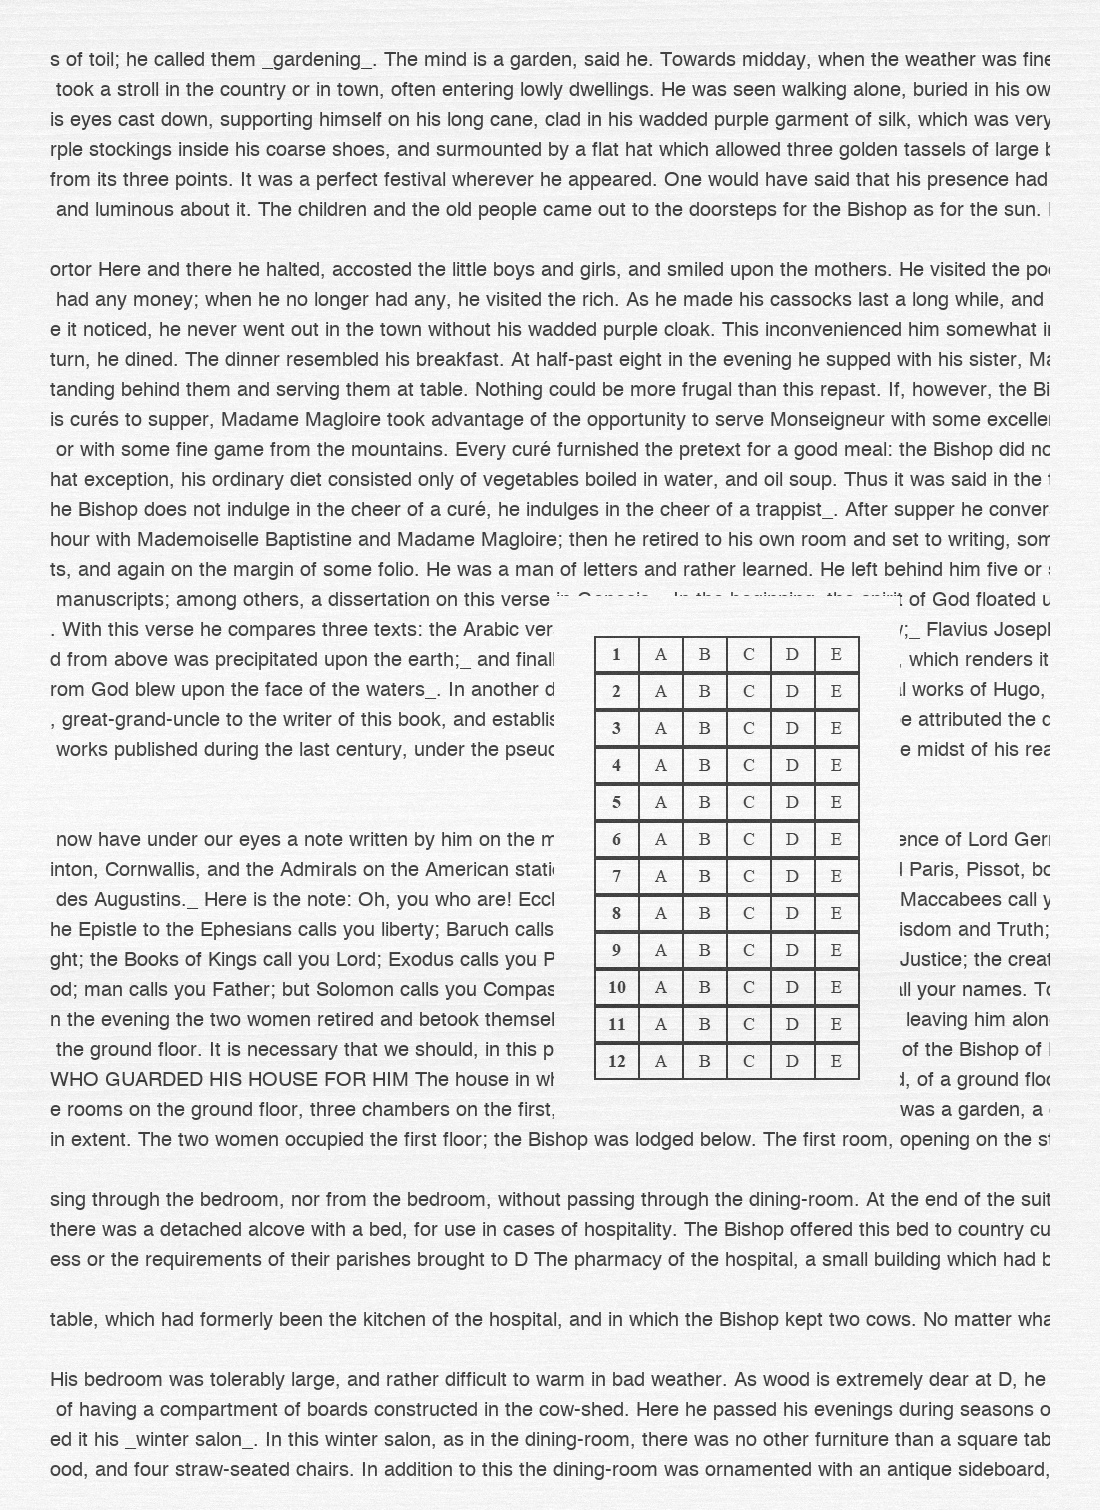 s of toil; he called them _gardening_. The mind is a garden, said he. Towards midday, when the weather was fine
took a stroll in the country or in town, often entering lowly dwellings. He was seen walking alone, buried in his ow
is eyes cast down, supporting himself on his long cane, clad in his wadded purple garment of silk, which was very
rple stockings inside his coarse shoes, and surmounted by a flat hat which allowed three golden tassels of large
from its three points. It was a perfect festival wherever he appeared. One would have said that his presence had
and luminous about it. The children and the old people came out to the doorsteps for the Bishop as for the sun.
ortor Here and there he halted, accosted the little boys and girls, and smiled upon the mothers. He visited the po
had any money; when he no longer had any, he visited the rich. As he made his cassocks last a long while, and
e it noticed, he never went out in the town without his wadded purple cloak. This inconvenienced him somewhat i
turn, he dined. The dinner resembled his breakfast. At half-past eight in the evening he supped with his sister, Ma
tanding behind them and serving them at table. Nothing could be more frugal than this repast. If, however, the Bi
is curés to supper, Madame Magloire took advantage of the opportunity to serve Monseigneur with some excelle
or with some fine game from the mountains. Every curé furnished the pretext for a good meal: the Bishop did no
hat exception, his ordinary diet consisted only of vegetables boiled in water, and oil soup. Thus it was said in the
he Bishop does not indulge in the cheer of a curé, he indulges in the cheer of a trappist_. After supper he conver
hour with Mademoiselle Baptistine and Madame Magloire; then he retired to his own room and set to writing, som
ts, and again on the margin of some folio. He was a man of letters and rather learned. He left behind him five or
manuscripts; among others, a dissertation on this verse in Genesis, _In the beginning, the spirit of God floated u
. With this verse he compares three texts: the Arabic ver y;_ Flavius Josep
d from above was precipitated upon the earth;_ and final , which renders it
rom God blew upon the face of the waters_. In another d al works of Hugo,
, great-grand-uncle to the writer of this book, and establis e attributed the
works published during the last century, under the pseud e midst of his rea
now have under our eyes a note written by him on the m ence of Lord Ger
inton, Cornwallis, and the Admirals on the American stati Paris, Pissot, bo
des Augustins._ Here is the note: Oh, you who are! Eccl Maccabees call y
he Epistle to the Ephesians calls you liberty; Baruch calls isdom and Truth;
ght; the Books of Kings call you Lord; Exodus calls you P Justice; the creat
od; man calls you Father; but Solomon calls you Compas all your names. To
n the evening the two women retired and betook themsel leaving him alon
the ground floor. It is necessary that we should, in this p of the Bishop of
WHO GUARDED HIS HOUSE FOR HIM The house in wh d, of a ground floo
e rooms on the ground floor, three chambers on the first, was a garden, a
in extent. The two women occupied the first floor; the Bishop was lodged below. The first room, opening on the st
sing through the bedroom, nor from the bedroom, without passing through the dining-room. At the end of the suit
there was a detached alcove with a bed, for use in cases of hospitality. The Bishop offered this bed to country cu
ess or the requirements of their parishes brought to D The pharmacy of the hospital, a small building which had b
table, which had formerly been the kitchen of the hospital, and in which the Bishop kept two cows. No matter wha
His bedroom was tolerably large, and rather difficult to warm in bad weather. As wood is extremely dear at D, he
of having a compartment of boards constructed in the cow-shed. Here he passed his evenings during seasons o
ed it his _winter salon_. In this winter salon, as in the dining-room, there was no other furniture than a square tab
ood, and four straw-seated chairs. In addition to this the dining-room was ornamented with an antique sideboard,
1 A B C D E
2 A B C D E
3 A B C D E
4 A B C D E
5 A B C D E
6 A B C D E
7 A B C D E
8 A B C D E
9 A B C D E
10 A B C D E
11 A B C D E
12 A B C D E